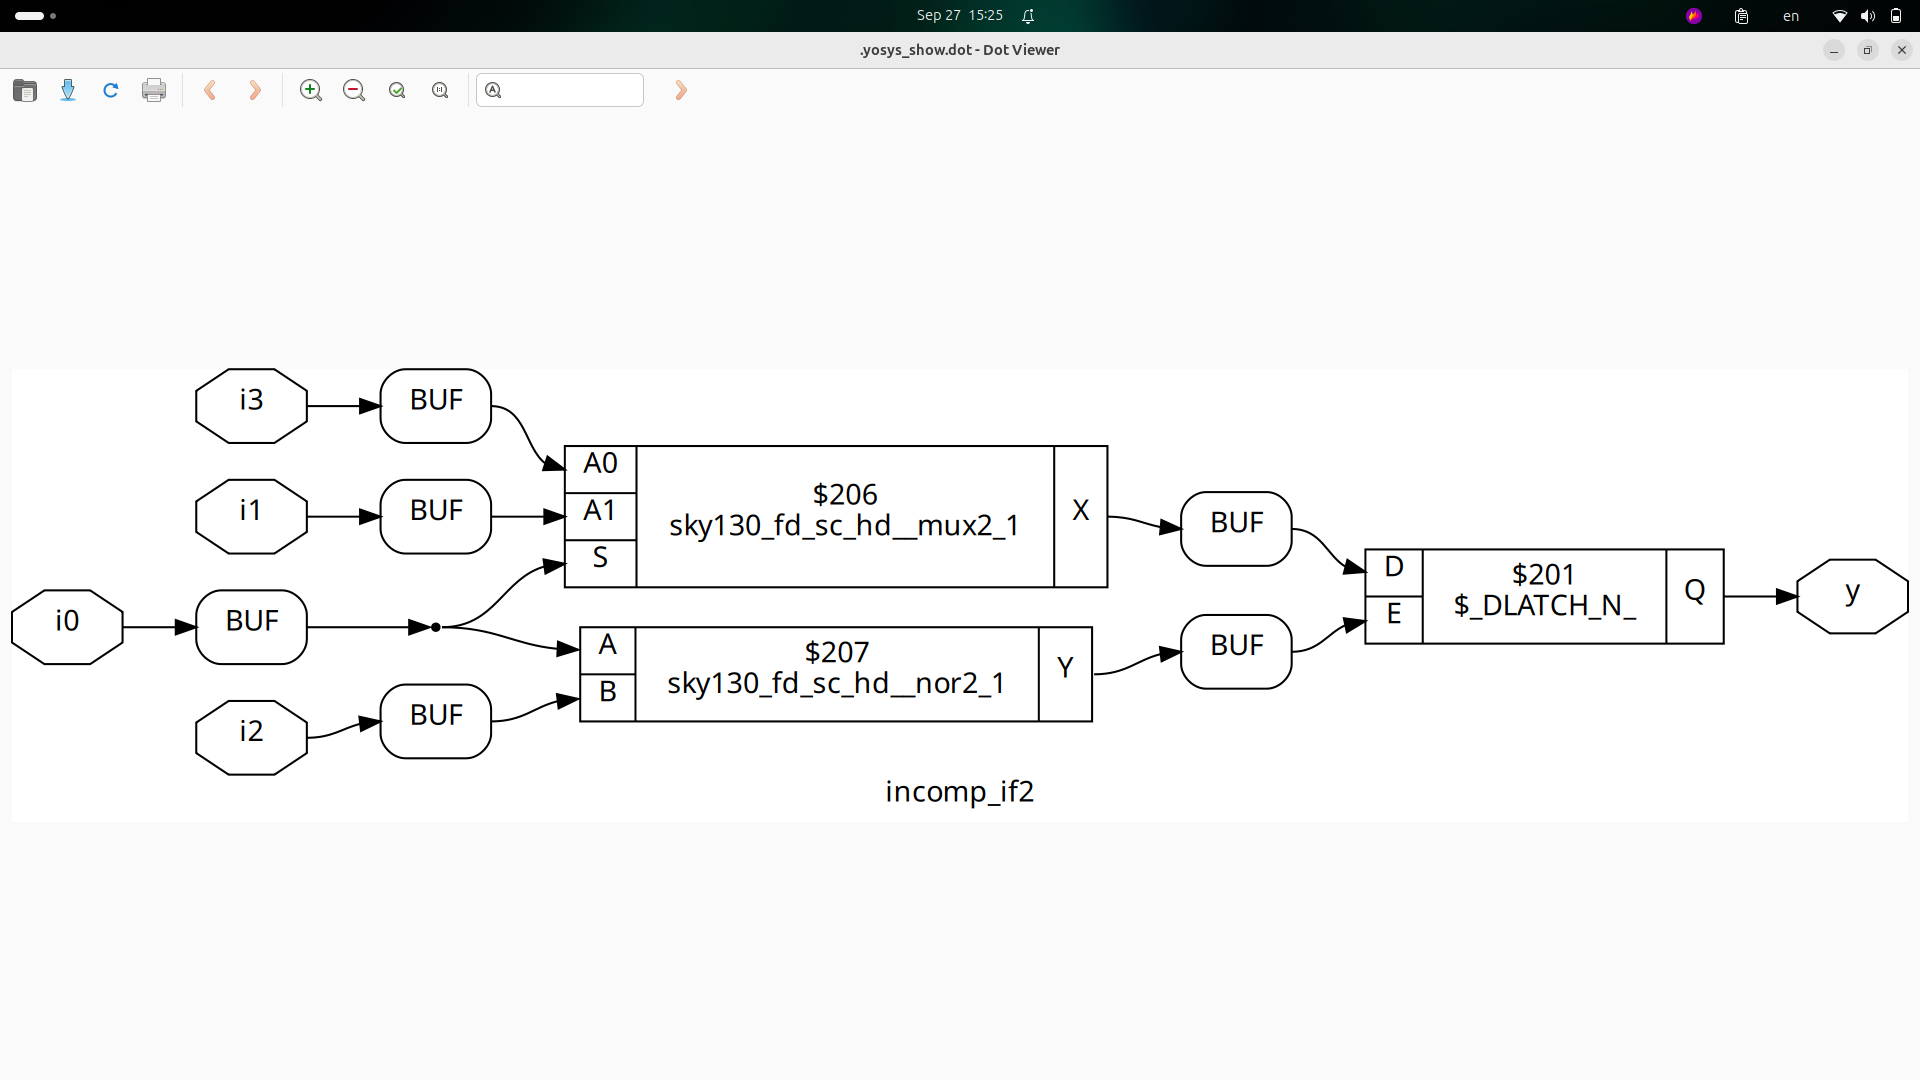 Sep 27 15:25
en
.yosys_show.dot - Dot Viewer
i3
BUF
A0
$206
sky130_fd_sc_hd__mux2_1
X
i1
BUF
A1
S
BUF
i0
BUF
D
$201
$_DLATCH_N_
Q
y
E
A
$207
sky130_fd_sc_hd__nor2_1
Y
BUF
B
i2
BUF
incomp_if2